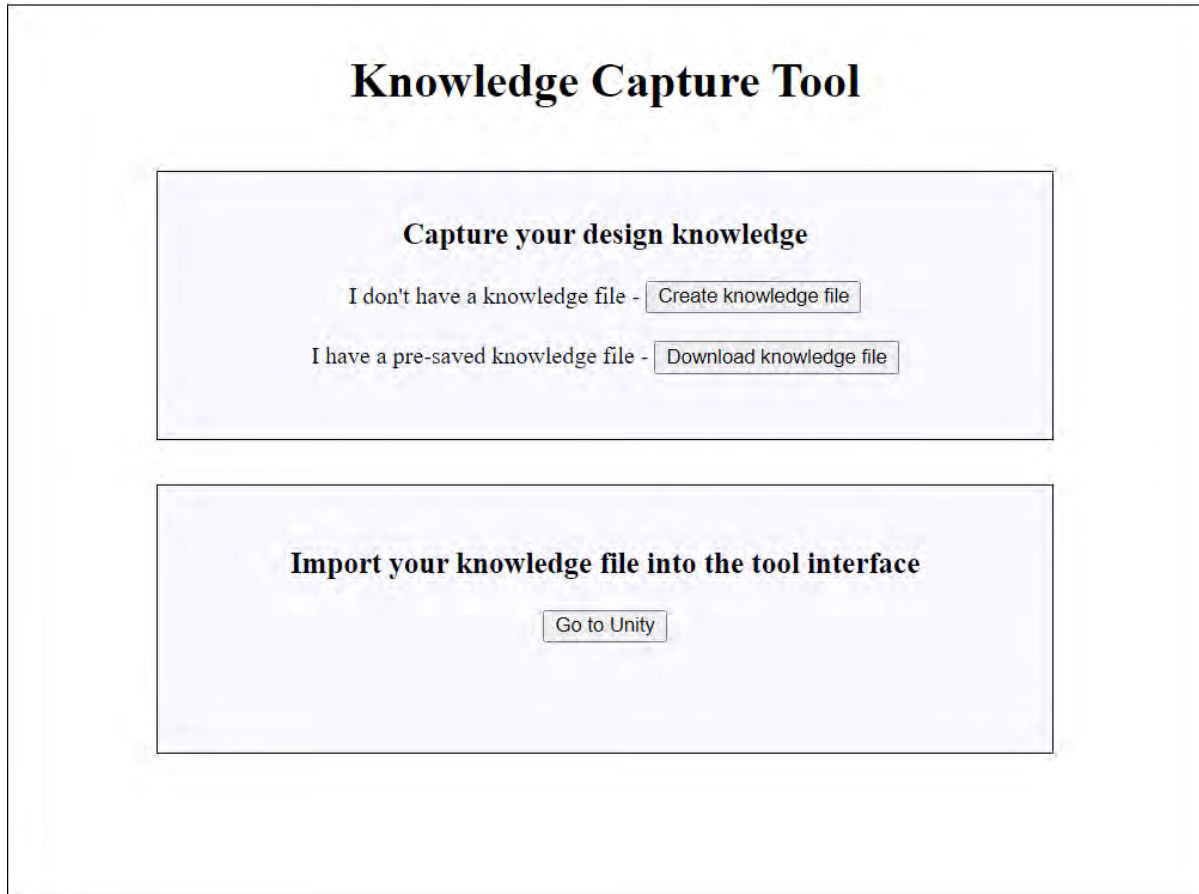 Knowledge Capture Tool
Capture your design knowledge
I don't have a knowledge file - Create knowledge file
I have a pre-saved knowledge file - Download knowledge file
Import your knowledge file into the tool interface
Go to Unity